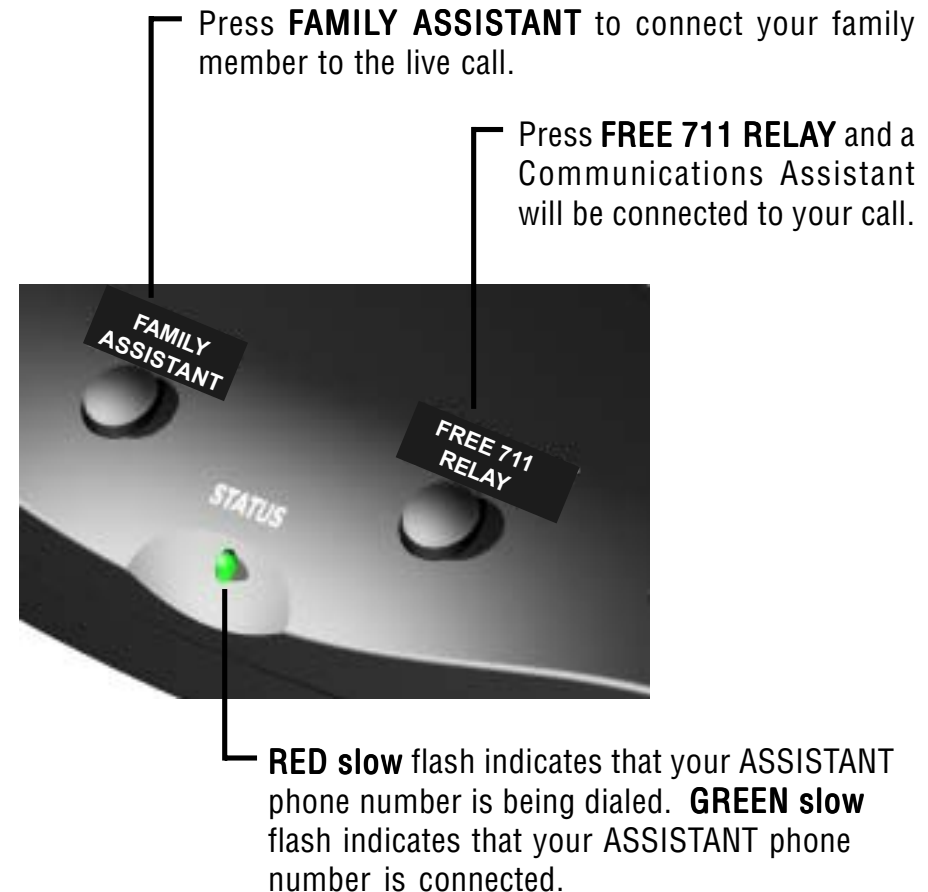 Press FAMILY ASSISTANT to connect your family
member to the live call.
Press FREE 711 RELAY and a
Communications Assistant
will be connected to your call.
FAMILY
ASSISTANT
FREE 711
RELAY
STATUS
RED slow flash indicates that your ASSISTANT
phone number is being dialed. GREEN slow
flash indicates that your ASSISTANT phone
number is connected.